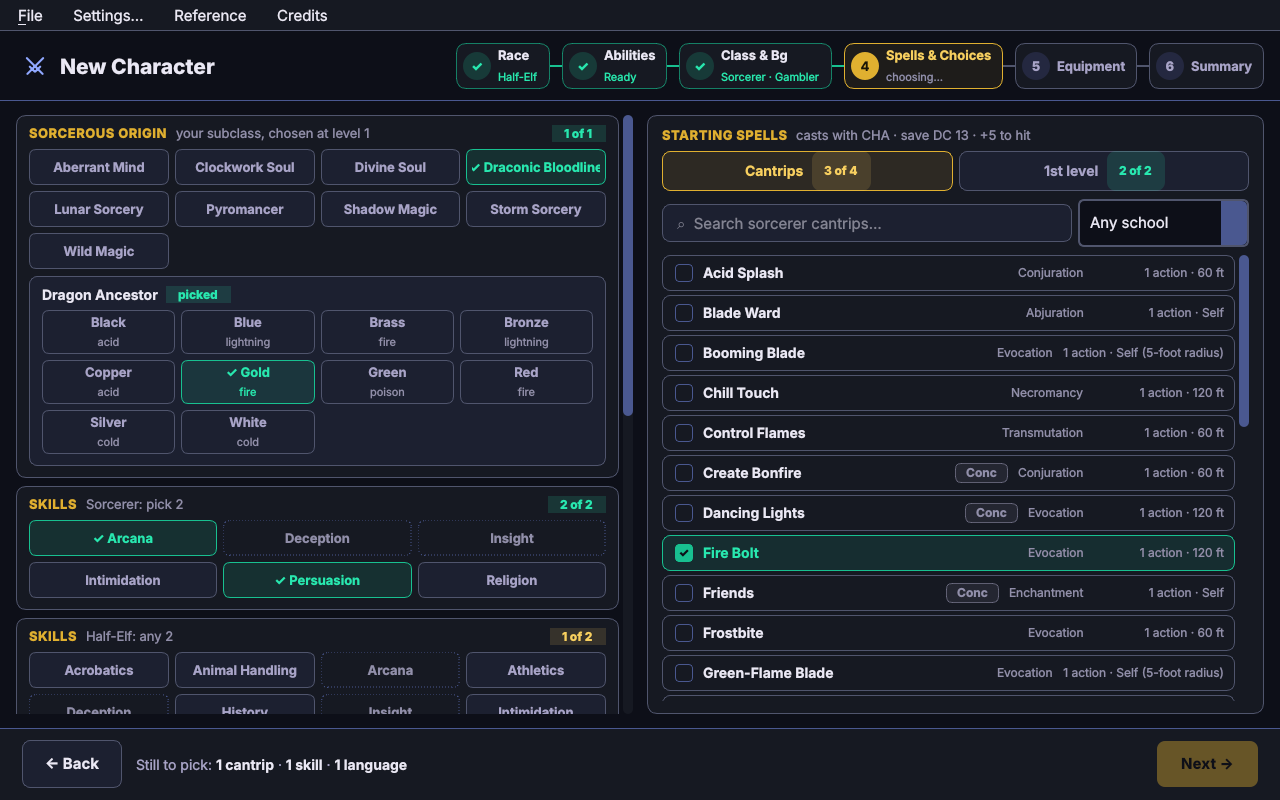 File Settings... Reference Credits
New Character
✓ Race Half-Elf
✓ Abilities Ready
✓ Class & Bg Sorcerer · Gambler
4 Spells & Choices choosing...
5 Equipment
6 Summary
SORCEROUS ORIGIN your subclass, chosen at level 1 1 of 1
Aberrant Mind Clockwork Soul Divine Soul ✓ Draconic Bloodline
Lunar Sorcery Pyromancer Shadow Magic Storm Sorcery
Wild Magic
Dragon Ancestor picked
Black Blue Brass Bronze
acid lightning fire lightning
Copper ✓ Gold Green Red
acid fire poison fire
Silver White
cold cold
SKILLS Sorcerer: pick 2 2 of 2
✓ Arcana Deception Insight
Intimidation ✓ Persuasion Religion
SKILLS Half-Elf: any 2 1 of 2
Acrobatics Animal Handling Arcana Athletics
Deception History Insight Intimidation
STARTING SPELLS casts with CHA · save DC 13 · +5 to hit
Cantrips 3 of 4 1st level 2 of 2
Search sorcerer cantrips... Any school
Acid Splash Conjuration 1 action · 60 ft
Blade Ward Abjuration 1 action · Self
Booming Blade Evocation 1 action · Self (5-foot radius)
Chill Touch Necromancy 1 action · 120 ft
Control Flames Transmutation 1 action · 60 ft
Create Bonfire Conc Conjuration 1 action · 60 ft
Dancing Lights Conc Evocation 1 action · 120 ft
✓ Fire Bolt Evocation 1 action · 120 ft
Friends Conc Enchantment 1 action · Self
Frostbite Evocation 1 action · 60 ft
Green-Flame Blade Evocation 1 action · Self (5-foot radius)
← Back Still to pick: 1 cantrip · 1 skill · 1 language Next →